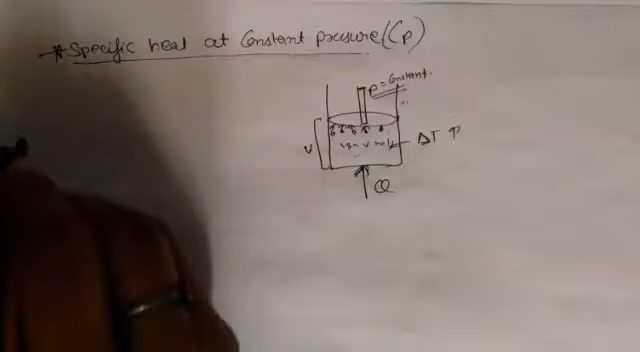 * Specific heat at Constant pressure (Cp)
P = Constant.
V
ΔT ↑
Q